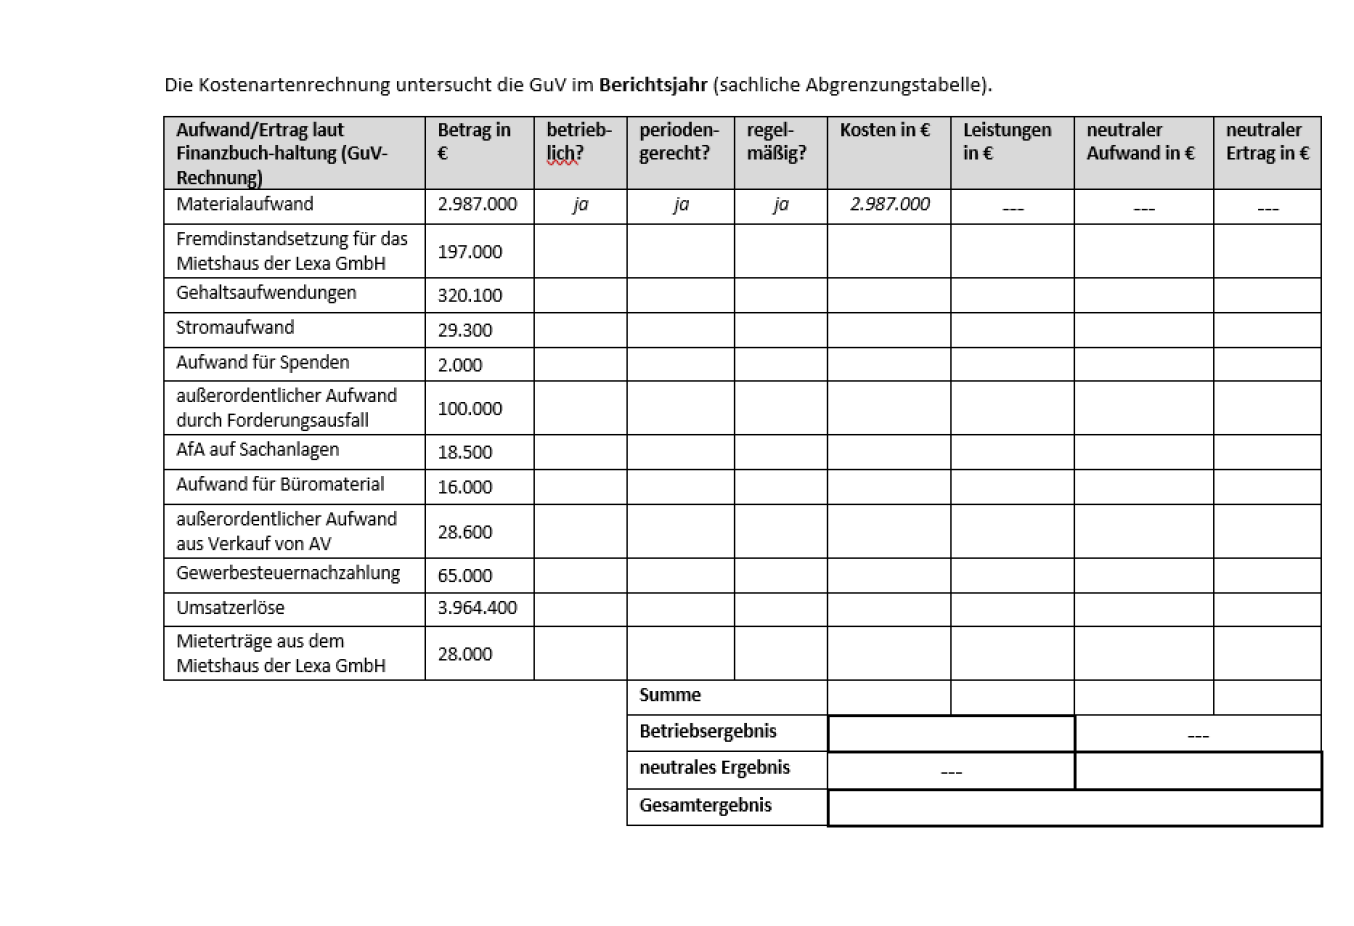 Die Kostenartenrechnung untersucht die GuV im Berichtsjahr (sachliche Abgrenzungstabelle).
Aufwand/Ertrag laut Finanzbuch-haltung (GuV-Rechnung) Betrag in € betrieb-lich? perioden-gerecht? regel-mäßig? Kosten in € Leistungen in € neutraler Aufwand in € neutraler Ertrag in €
Materialaufwand 2.987.000 ja ja ja 2.987.000 --- --- ---
Fremdinstandsetzung für das Mietshaus der Lexa GmbH 197.000
Gehaltsaufwendungen 320.100
Stromaufwand 29.300
Aufwand für Spenden 2.000
außerordentlicher Aufwand durch Forderungsausfall 100.000
AfA auf Sachanlagen 18.500
Aufwand für Büromaterial 16.000
außerordentlicher Aufwand aus Verkauf von AV 28.600
Gewerbesteuernachzahlung 65.000
Umsatzerlöse 3.964.400
Mieterträge aus dem Mietshaus der Lexa GmbH 28.000
Summe
Betriebsergebnis ---
neutrales Ergebnis ---
Gesamtergebnis